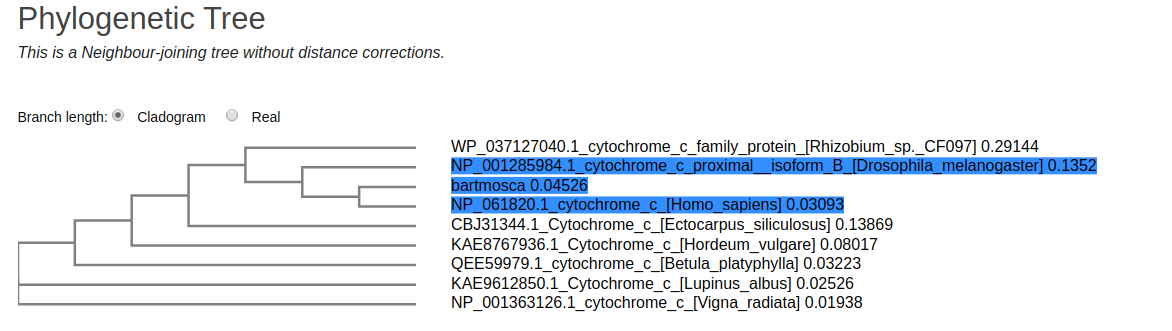 Phylogenetic Tree
This is a Neighbour-joining tree without distance corrections.
Branch length: Cladogram Real
WP_037127040.1_cytochrome_c_family_protein_[Rhizobium_sp._CF097] 0.29144
NP_001285984.1_cytochrome_c_proximal__isoform_B_[Drosophila_melanogaster] 0.1352
bartmosca 0.04526
NP_061820.1_cytochrome_c_[Homo_sapiens] 0.03093
CBJ31344.1_Cytochrome_c_[Ectocarpus_siliculosus] 0.13869
KAE8767936.1_Cytochrome_c_[Hordeum_vulgare] 0.08017
QEE59979.1_cytochrome_c_[Betula_platyphylla] 0.03223
KAE9612850.1_Cytochrome_c_[Lupinus_albus] 0.02526
NP_001363126.1_cytochrome_c_[Vigna_radiata] 0.01938